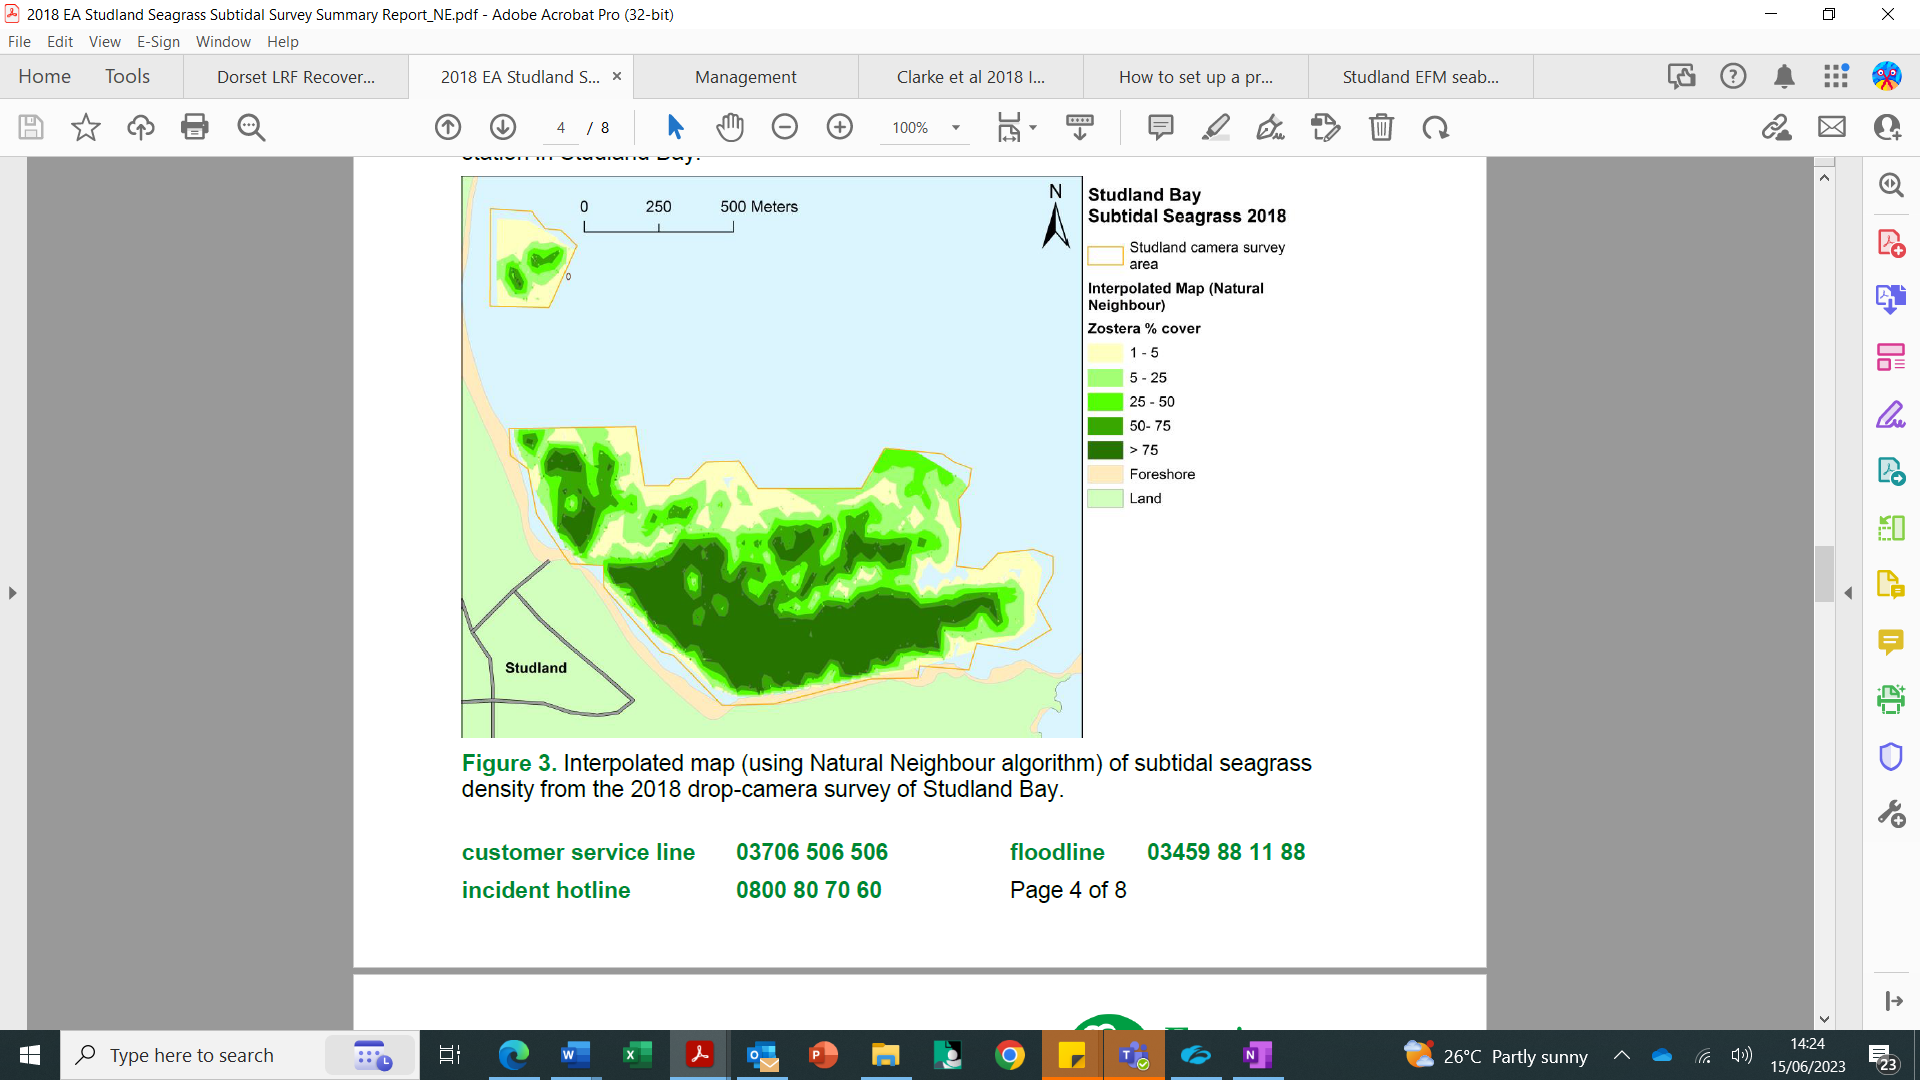 2018 EA Studland Seagrass Subtidal Survey Summary Report_NE.pdf - Adobe Acrobat Pro (32-bit)
File Edit View E-Sign Window Help
Home Tools Dorset LRF Recover... 2018 EA Studland S... × Management Clarke et al 2018 I... How to set up a pr... Studland EFM seab...
4 / 8 100%
station in Studland Bay.
0 250 500 Meters
N
0
Studland
Studland Bay
Subtidal Seagrass 2018
Studland camera survey
area
Interpolated Map (Natural
Neighbour)
Zostera % cover
1 - 5
5 - 25
25 - 50
50- 75
> 75
Foreshore
Land
Figure 3. Interpolated map (using Natural Neighbour algorithm) of subtidal seagrass
density from the 2018 drop-camera survey of Studland Bay.
customer service line 03706 506 506 floodline 03459 88 11 88
incident hotline 0800 80 70 60 Page 4 of 8
Type here to search
26°C Partly sunny
14:24
15/06/2023
23